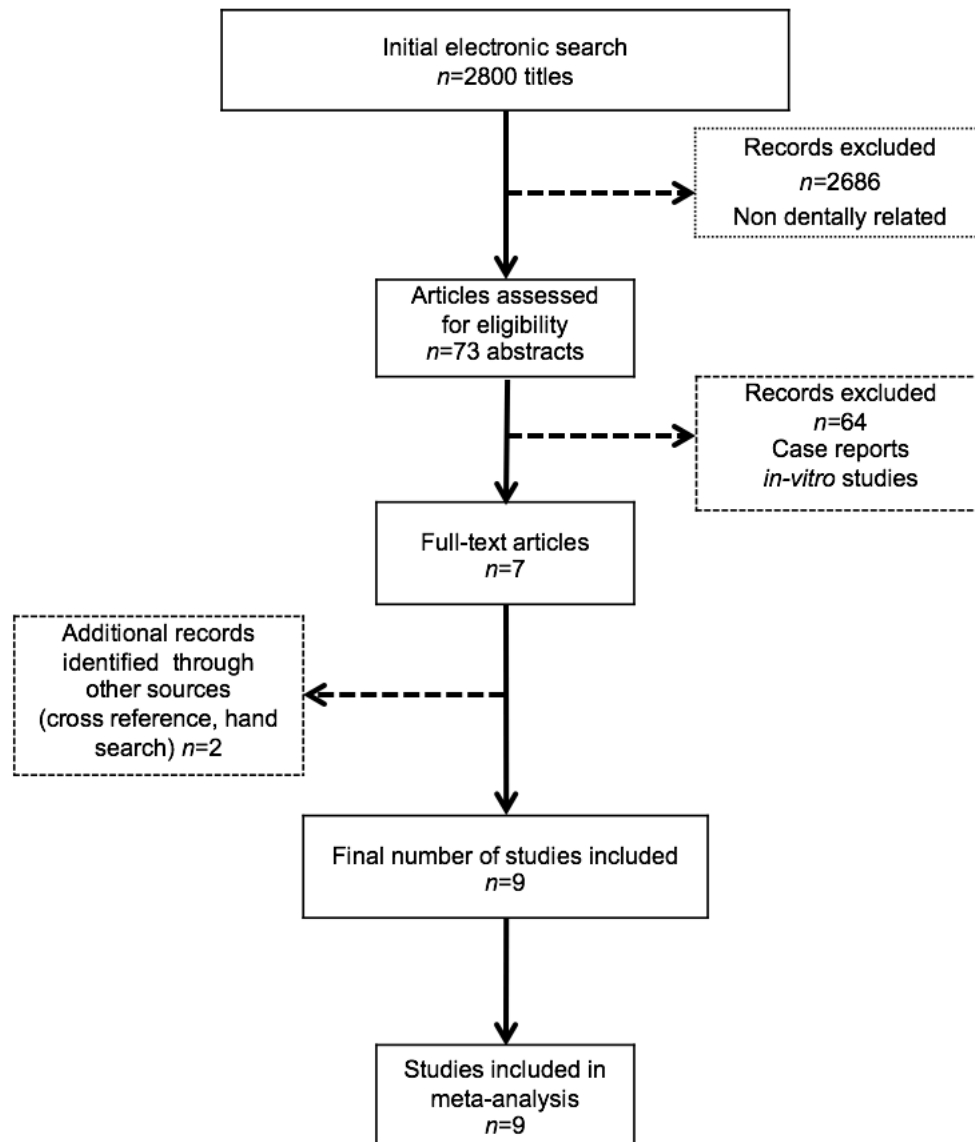 Initial electronic search
n=2800 titles
Records excluded
n=2686
Non dentally related
Articles assessed
for eligibility
n=73 abstracts
Records excluded
n=64
Case reports
in-vitro studies
Full-text articles
n=7
Additional records
identified through
other sources
(cross reference, hand
search) n=2
Final number of studies included
n=9
Studies included in
meta-analysis
n=9